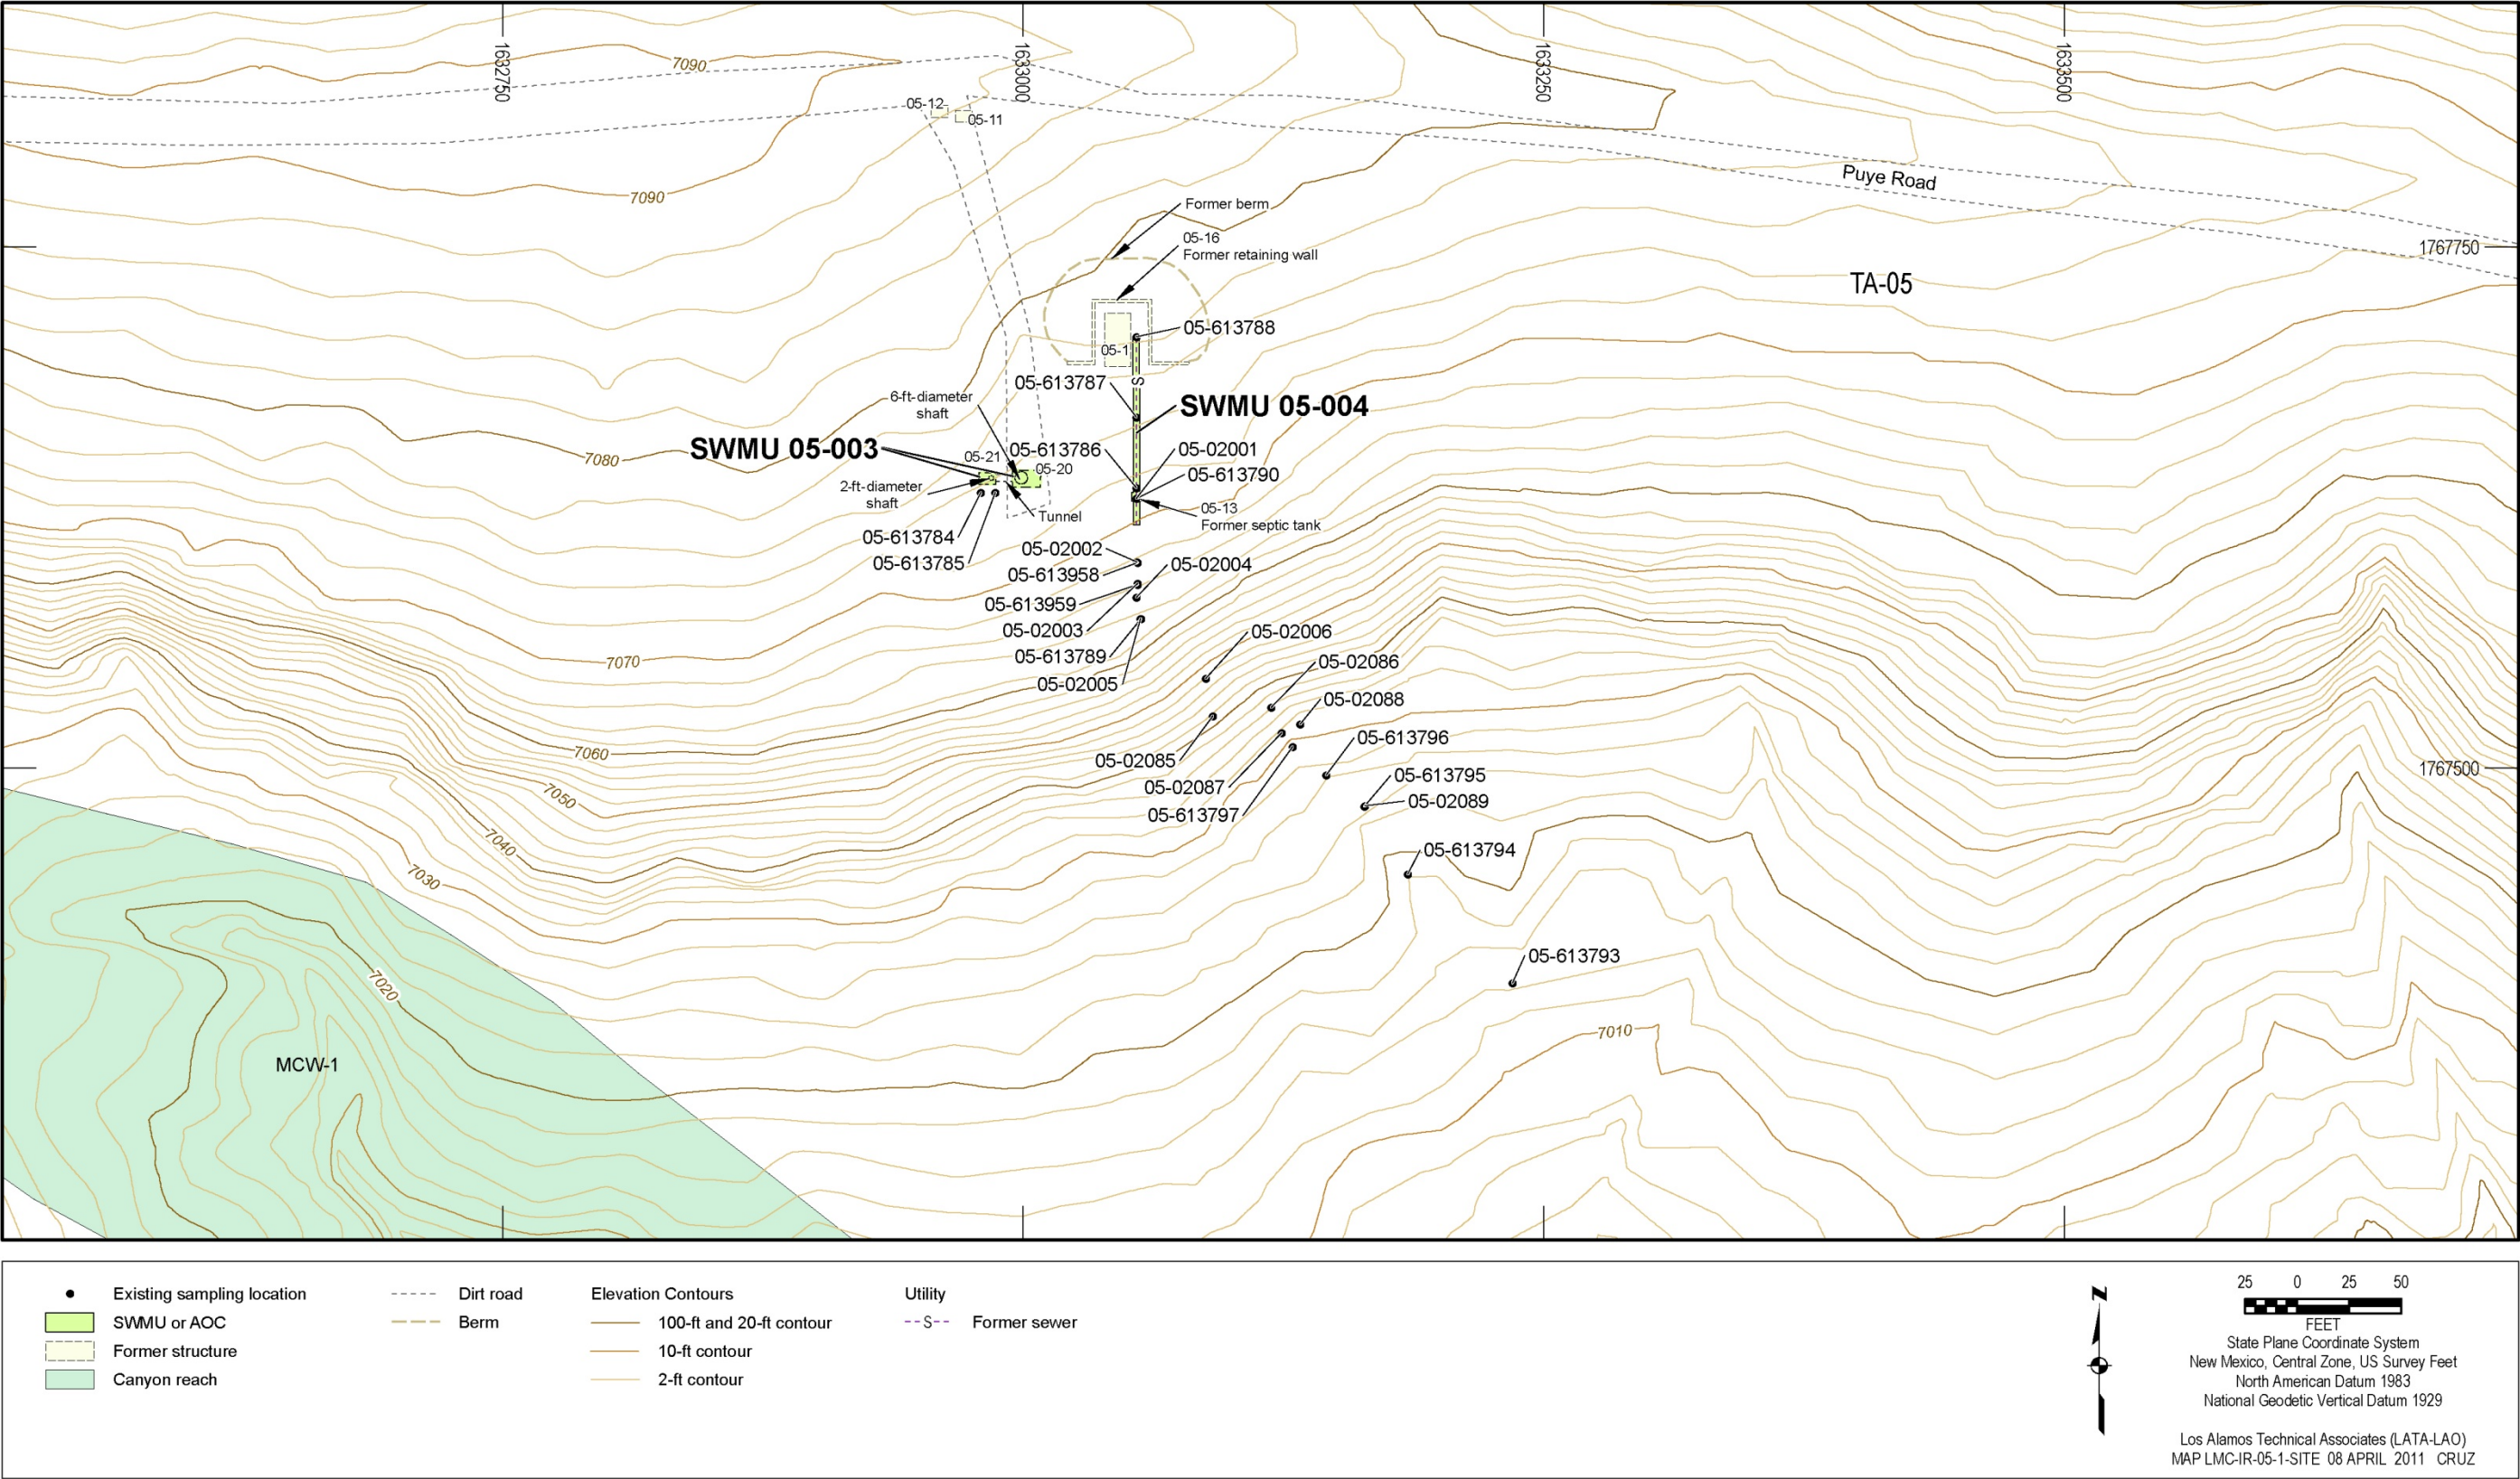 1632750
1633000
1633250
1633500
7090
05-12
05-11
7090
Puye Road
Former berm
05-16
Former retaining wall
1767750
TA-05
05-613788
05-1
S
05-613787
6-ft-diameter
shaft
SWMU 05-004
SWMU 05-003
7080
05-613786
05-02001
05-21
05-20
05-613790
2-ft-diameter
shaft
05-13
Former septic tank
Tunnel
05-613784
05-613785
05-02002
05-613958
05-02004
05-613959
05-02003
05-02006
05-613789
7070
05-02086
05-02005
05-02088
05-613796
7060
05-02085
1767500
05-613795
05-02087
7050
05-02089
05-613797
7040
05-613794
7030
05-613793
7020
7010
MCW-1
Existing sampling location
SWMU or AOC
Former structure
Canyon reach
Dirt road
Berm
Elevation Contours
100-ft and 20-ft contour
10-ft contour
2-ft contour
Utility
--S-- Former sewer
N
25 0 25 50
FEET
State Plane Coordinate System
New Mexico, Central Zone, US Survey Feet
North American Datum 1983
National Geodetic Vertical Datum 1929
Los Alamos Technical Associates (LATA-LAO)
MAP LMC-IR-05-1-SITE 08 APRIL 2011 CRUZ